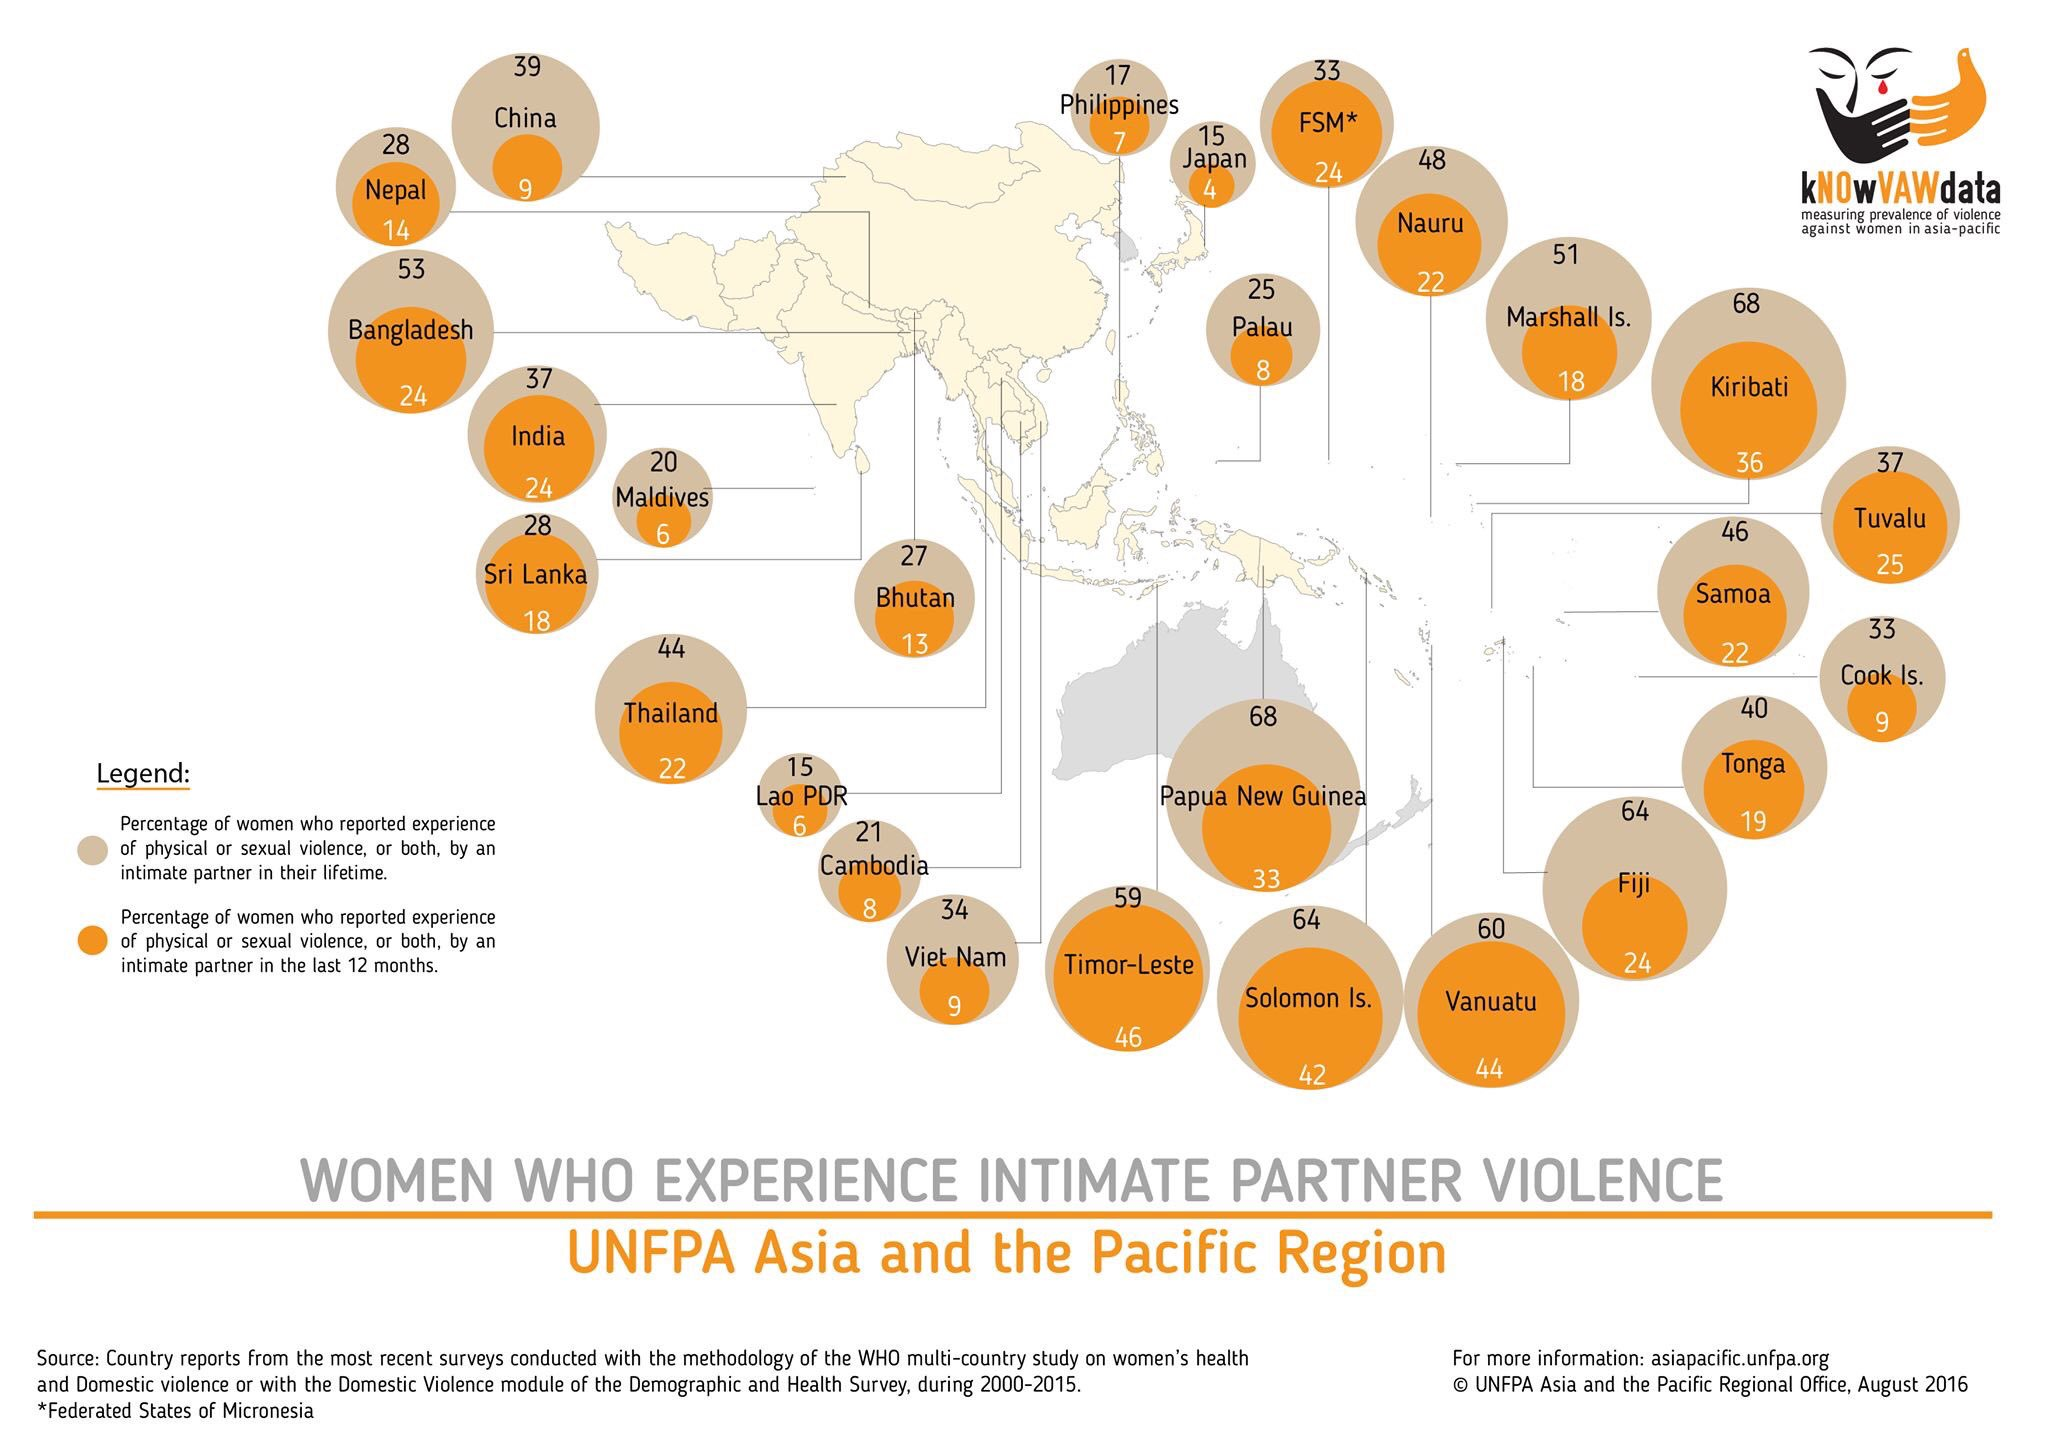 39
China
9
28
Nepal
14
53
Bangladesh
24
37
India
24
20
Maldives
6
28
Sri Lanka
18
27
Bhutan
13
44
Thailand
22
15
Lao PDR
6
21
Cambodia
8
34
Viet Nam
9
17
Philippines
7
15
Japan
4
33
FSM*
24
48
Nauru
22
25
Palau
8
51
Marshall Is.
18
68
Kiribati
36
37
Tuvalu
25
46
Samoa
22
33
Cook Is.
9
40
Tonga
19
64
Fiji
24
68
Papua New Guinea
33
59
Timor-Leste
46
64
Solomon Is.
42
60
Vanuatu
44
kNOwVAWdata
measuring prevalence of violence
against women in asia-pacific
Legend:
Percentage of women who reported experience
of physical or sexual violence, or both, by an
intimate partner in their lifetime.
Percentage of women who reported experience
of physical or sexual violence, or both, by an
intimate partner in the last 12 months.
WOMEN WHO EXPERIENCE INTIMATE PARTNER VIOLENCE
UNFPA Asia and the Pacific Region
Source: Country reports from the most recent surveys conducted with the methodology of the WHO multi-country study on women's health
and Domestic violence or with the Domestic Violence module of the Demographic and Health Survey, during 2000-2015.
*Federated States of Micronesia
For more information: asiapacific.unfpa.org
© UNFPA Asia and the Pacific Regional Office, August 2016